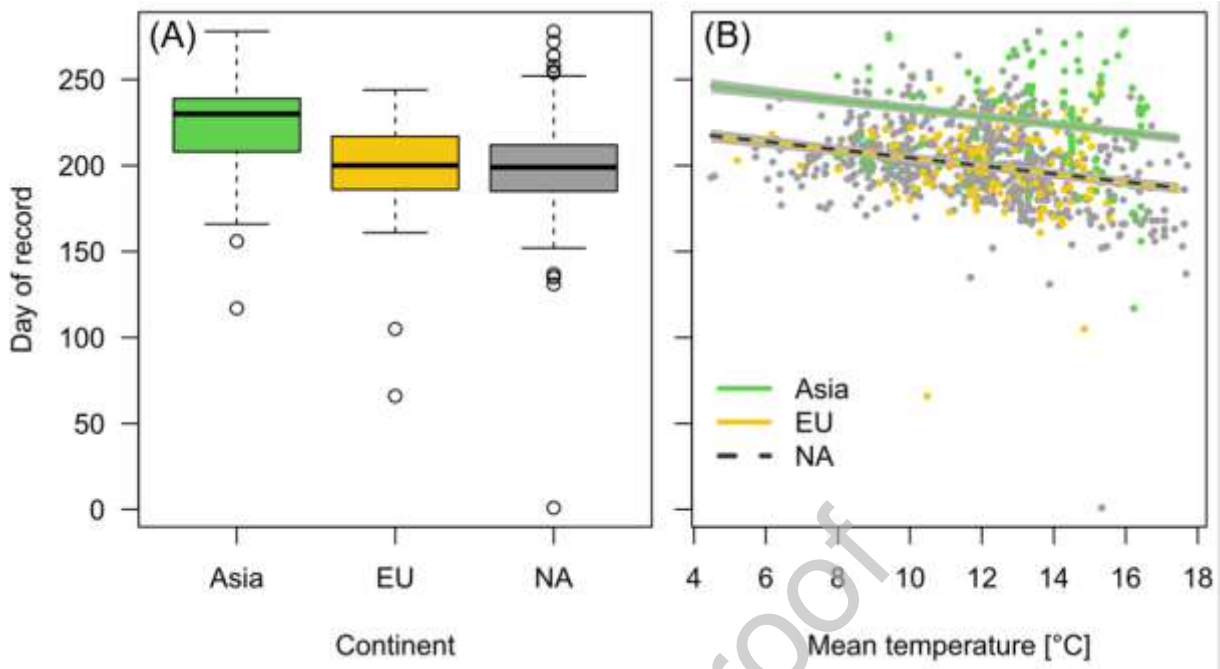 (A)
(B)
250
200
150
100
50
0
Day of record
Asia
EU
NA
Asia EU NA
4 6 8 10 12 14 16 18
Continent
Mean temperature [°C]
roof